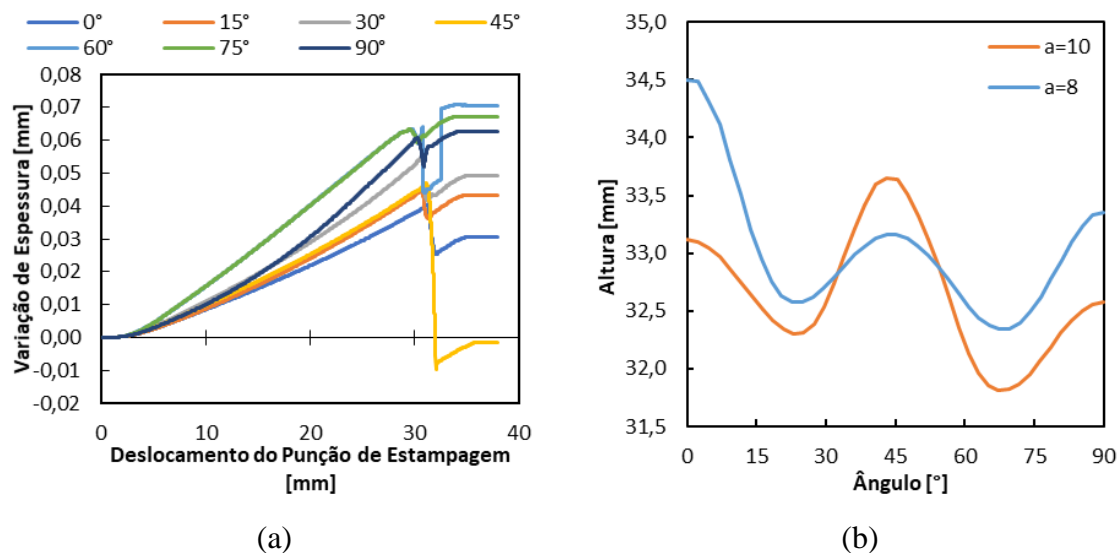 0° 15° 30° 45°
60° 75° 90°
Variação de Espessura [mm]
0,08
0,07
0,06
0,05
0,04
0,03
0,02
0,01
0,00
-0,01
-0,02
0 10 20 30 40
Deslocamento do Punção de Estampagem
[mm]
(a)
Altura [mm]
35,0
34,5
34,0
33,5
33,0
32,5
32,0
31,5
a=10
a=8
0 15 30 45 60 75 90
Ângulo [°]
(b)